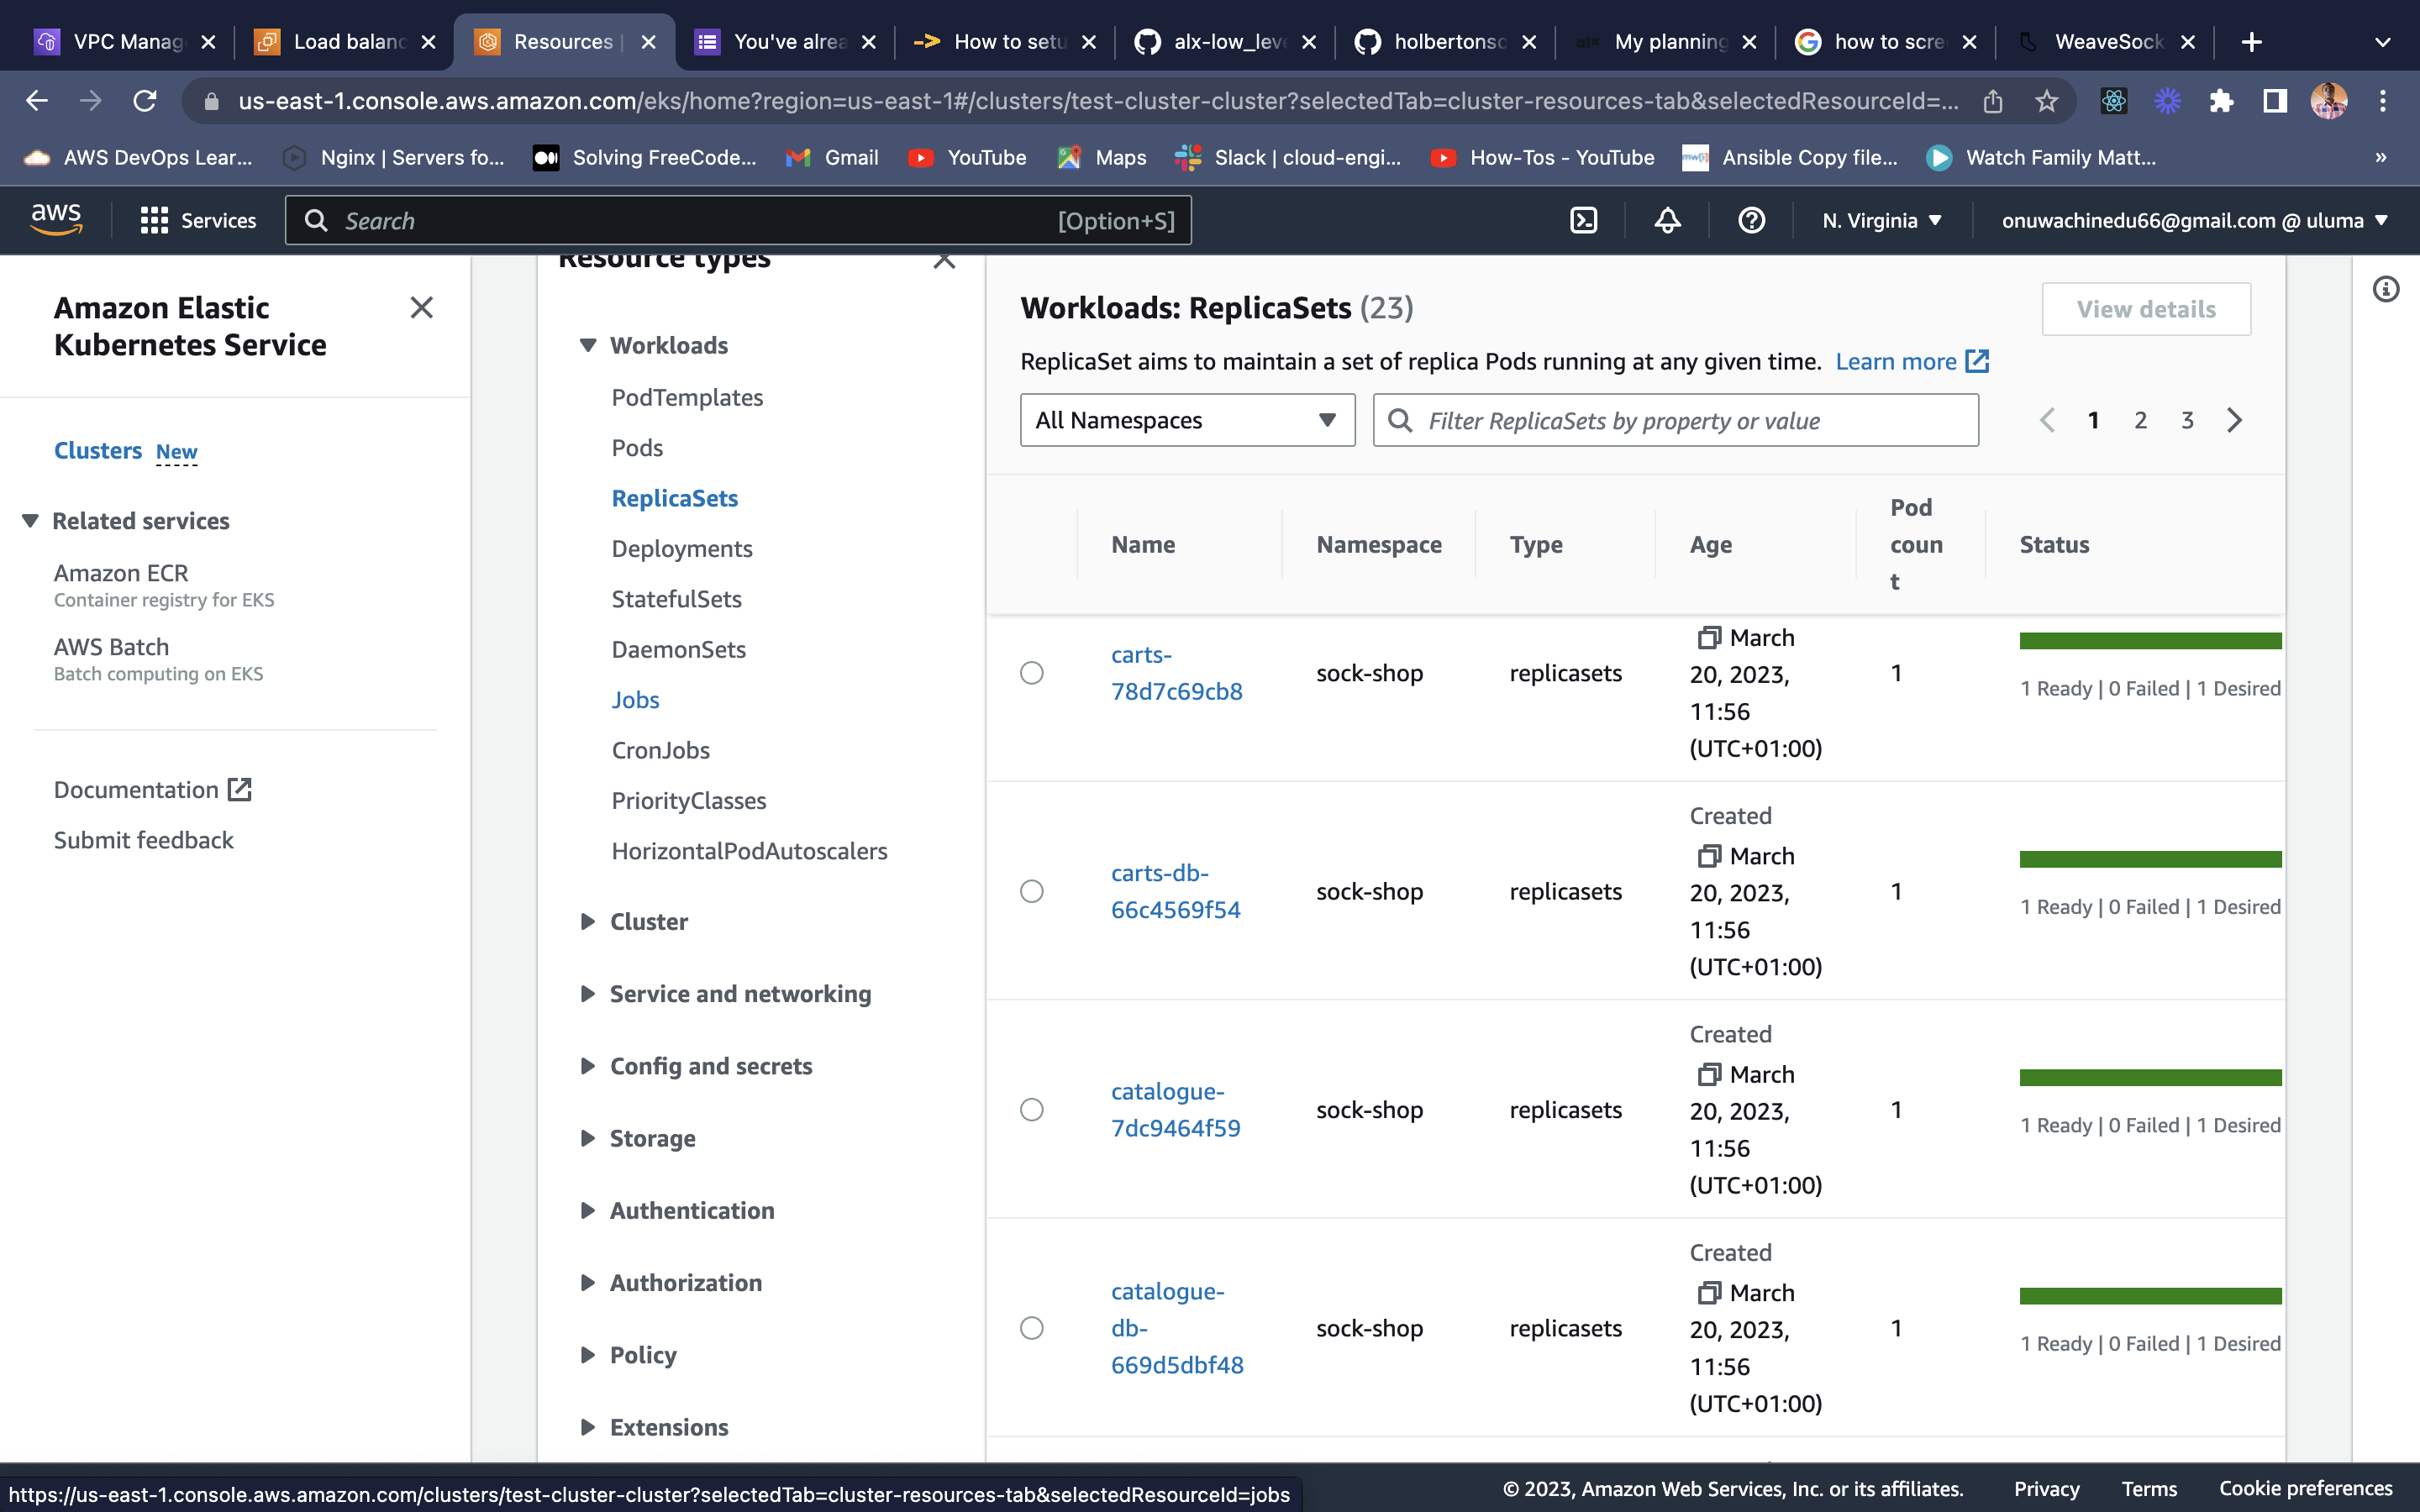 VPC Manag
Load balanc
Resources |
You've alrea
How to setu
alx-low_leve
holbertonsc
My planning
how to scre
WeaveSock
us-east-1.console.aws.amazon.com/eks/home?region=us-east-1#/clusters/test-cluster-cluster?selectedTab=cluster-resources-tab&selectedResourceId=...
AWS DevOps Lear...
Nginx | Servers fo...
Solving FreeCode...
Gmail
YouTube
Maps
Slack | cloud-engi...
How-Tos - YouTube
Ansible Copy file...
Watch Family Matt...
»
aws
Services
Search
[Option+S]
N. Virginia
onuwachinedu66@gmail.com @ uluma
Amazon Elastic
Kubernetes Service
Clusters New
Related services
Amazon ECR
Container registry for EKS
AWS Batch
Batch computing on EKS
Documentation
Submit feedback
Resource types
Workloads
PodTemplates
Pods
ReplicaSets
Deployments
StatefulSets
DaemonSets
Jobs
CronJobs
PriorityClasses
HorizontalPodAutoscalers
Cluster
Service and networking
Config and secrets
Storage
Authentication
Authorization
Policy
Extensions
Workloads: ReplicaSets (23)
View details
ReplicaSet aims to maintain a set of replica Pods running at any given time. Learn more
All Namespaces
Filter ReplicaSets by property or value
1 2 3
Name
Namespace
Type
Age
Pod
coun
t
Status
carts-
78d7c69cb8
sock-shop
replicasets
March
20, 2023,
11:56
(UTC+01:00)
1
1 Ready | 0 Failed | 1 Desired
carts-db-
66c4569f54
sock-shop
replicasets
Created
March
20, 2023,
11:56
(UTC+01:00)
1
1 Ready | 0 Failed | 1 Desired
catalogue-
7dc9464f59
sock-shop
replicasets
Created
March
20, 2023,
11:56
(UTC+01:00)
1
1 Ready | 0 Failed | 1 Desired
catalogue-
db-
669d5dbf48
sock-shop
replicasets
Created
March
20, 2023,
11:56
(UTC+01:00)
1
1 Ready | 0 Failed | 1 Desired
https://us-east-1.console.aws.amazon.com/clusters/test-cluster-cluster?selectedTab=cluster-resources-tab&selectedResourceId=jobs
© 2023, Amazon Web Services, Inc. or its affiliates.
Privacy
Terms
Cookie preferences